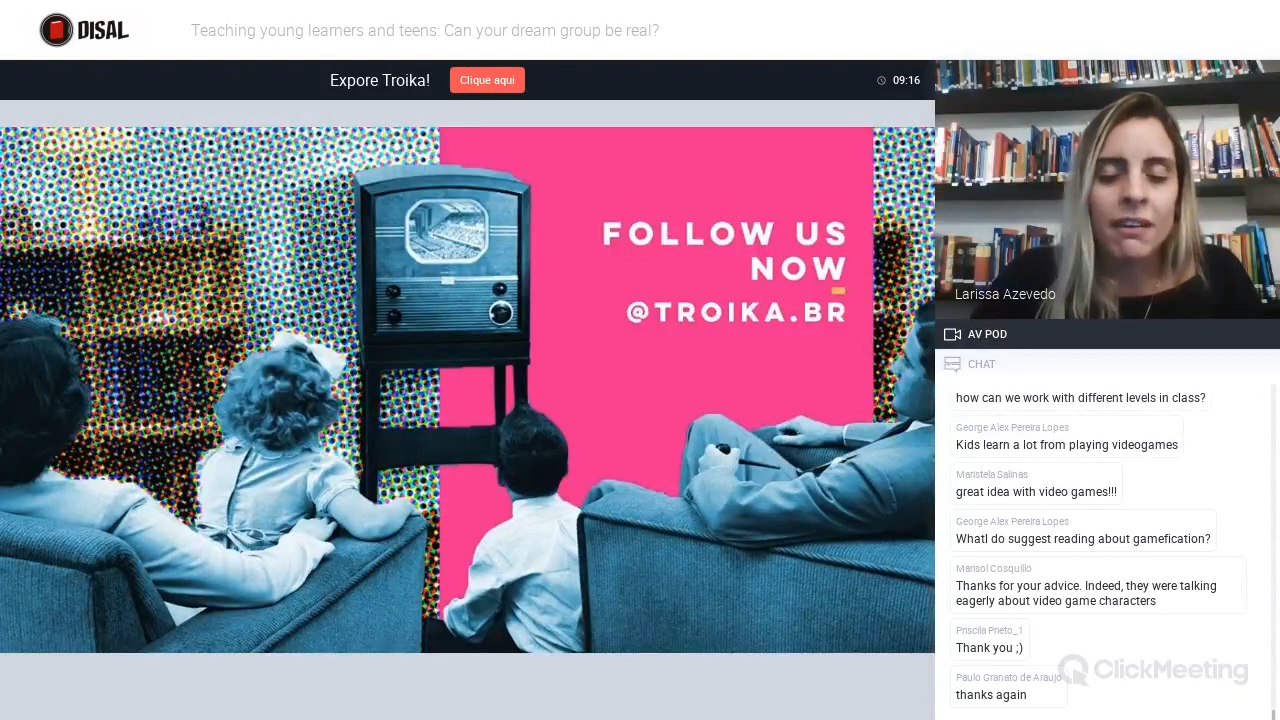 DISAL
Teaching young learners and teens: Can your dream group be real?
Expore Troika!
Clique aqui
09:16
FOLLOW US
NOW
@TROIKA.BR
Larissa Azevedo
AV POD
CHAT
how can we work with different levels in class?
George Alex Pereira Lopes
Kids learn a lot from playing videogames
Maristela Salinas
great idea with video games!!!
George Alex Pereira Lopes
Whatl do suggest reading about gamefication?
Marisol Cosquillo
Thanks for your advice. Indeed, they were talking
eagerly about video game characters
Priscila Prieto_1
Thank you ;)
Paulo Granato de Araujo
thanks again
ClickMeeting